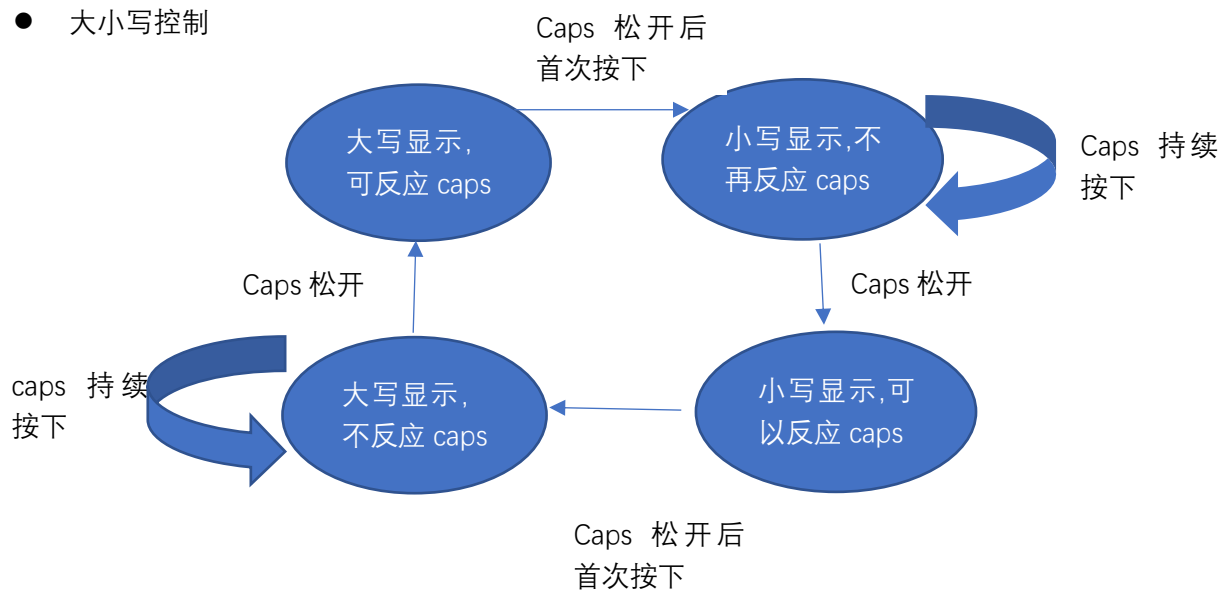 ● 大小写控制
Caps 松开后
首次按下
大写显示,
可反应 caps
小写显示,不
再反应 caps
Caps 持续
按下
Caps 松开
Caps 松开
caps 持续
按下
大写显示,
不反应 caps
小写显示,可
以反应 caps
Caps 松开后
首次按下